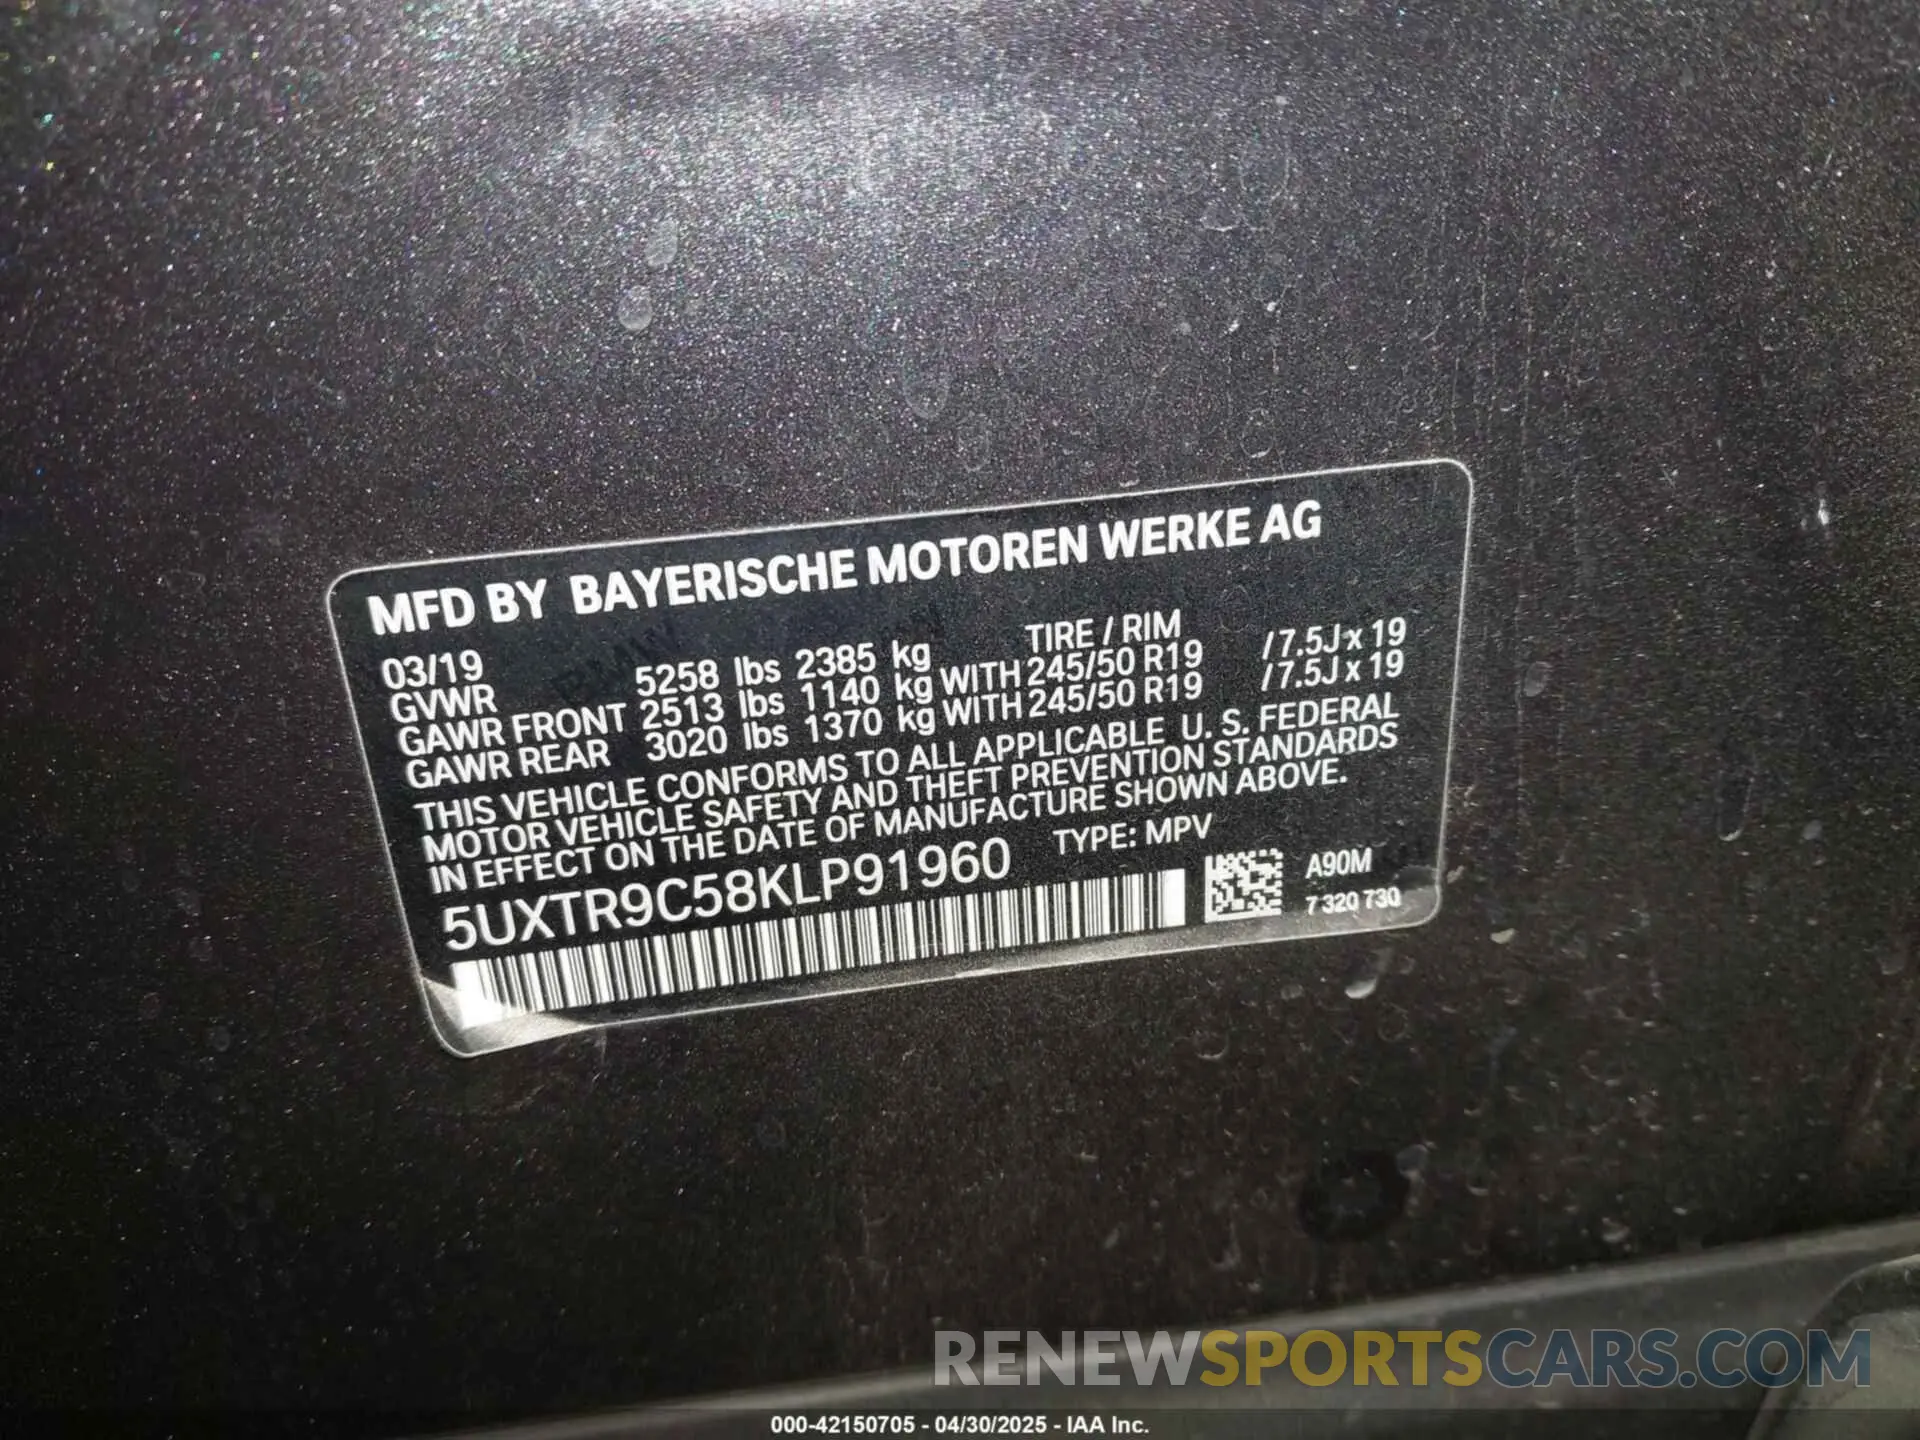 MFD BY BAYERISCHE MOTOREN WERKE AG
03/19 TIRE / RIM
GVWR 5258 lbs 2385 kg
GAWR FRONT 2513 lbs 1140 kg WITH 245/50 R19 / 7.5J x 19
GAWR REAR 3020 lbs 1370 kg WITH 245/50 R19 / 7.5J x 19
THIS VEHICLE CONFORMS TO ALL APPLICABLE U. S. FEDERAL
MOTOR VEHICLE SAFETY AND THEFT PREVENTION STANDARDS
IN EFFECT ON THE DATE OF MANUFACTURE SHOWN ABOVE.
5UXTR9C58KLP91960 TYPE: MPV
A90M
7 320 730
RENEWSPORTSCARS.COM
000-42150705 - 04/30/2025 - IAA Inc.